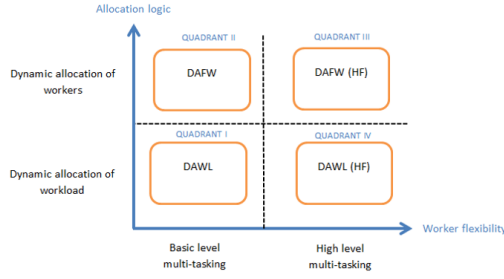 Allocation logic
QUADRANT II
QUADRANT III
Dynamic allocation of
workers
DAFW
DAFW (HF)
QUADRANT I
QUADRANT IV
Dynamic allocation of
workload
DAWL
DAWL (HF)
Worker flexibility
Basic level
multi-tasking
High level
multi-tasking